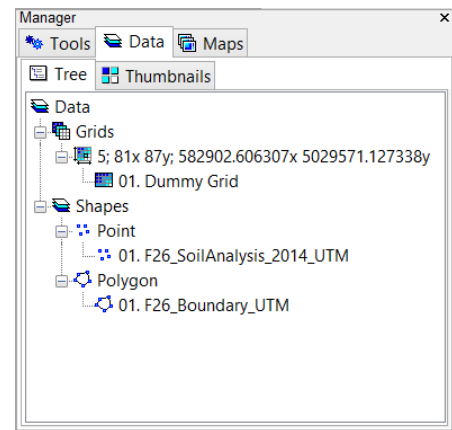 Manager ×
Tools Data Maps
Tree Thumbnails
Data
Grids
5; 81x 87y; 582902.606307x 5029571.127338y
01. Dummy Grid
Shapes
Point
01. F26_SoilAnalysis_2014_UTM
Polygon
01. F26_Boundary_UTM